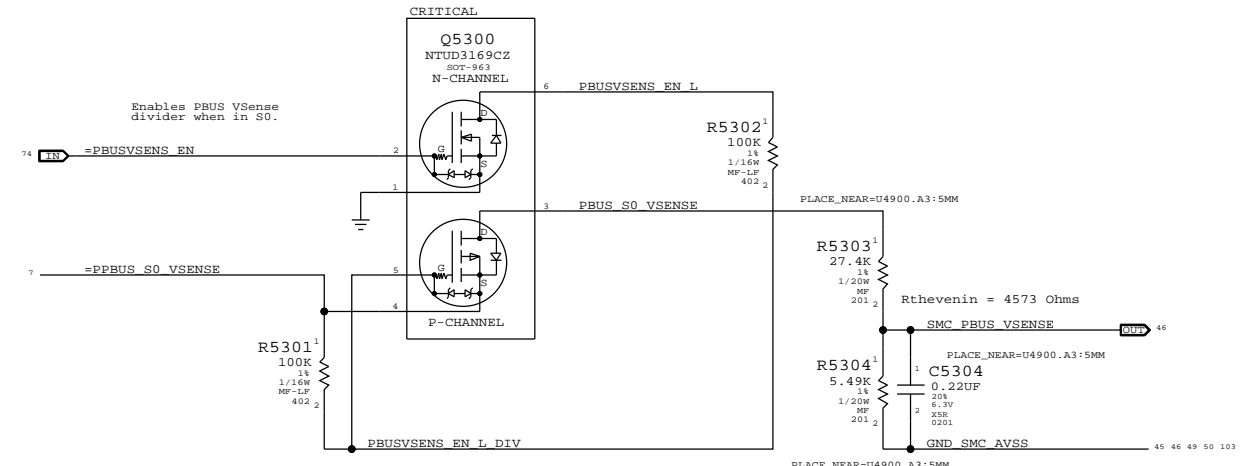 CRITICAL
Q5300
NTUD3169CZ
SOT-963
N-CHANNEL
6
PBUSVSENS_EN_L
Enables PBUS VSense
divider when in S0.
D
G
S
74
IN
=PBUSVSENS_EN
2
1
R5302
1
100K
1%
1/16W
MF-LF
402
2
3
PBUS_S0_VSENSE
PLACE_NEAR=U4900.A3:5MM
D
G
S
7
=PPBUS_S0_VSENSE
5
4
P-CHANNEL
R5303
1
27.4K
1%
1/20W
MF
201
2
Rthevenin = 4573 Ohms
SMC_PBUS_VSENSE
OUT
46
R5301
1
100K
1%
1/16W
MF-LF
402
2
PLACE_NEAR=U4900.A3:5MM
R5304
1
5.49K
1%
1/20W
MF
201
2
1
C5304
0.22UF
20%
6.3V
X5R
0201
2
PBUSVSENS_EN_L_DIV
GND_SMC_AVSS
45 46 49 50 103
PLACE_NEAR=U4900.A3:5MM